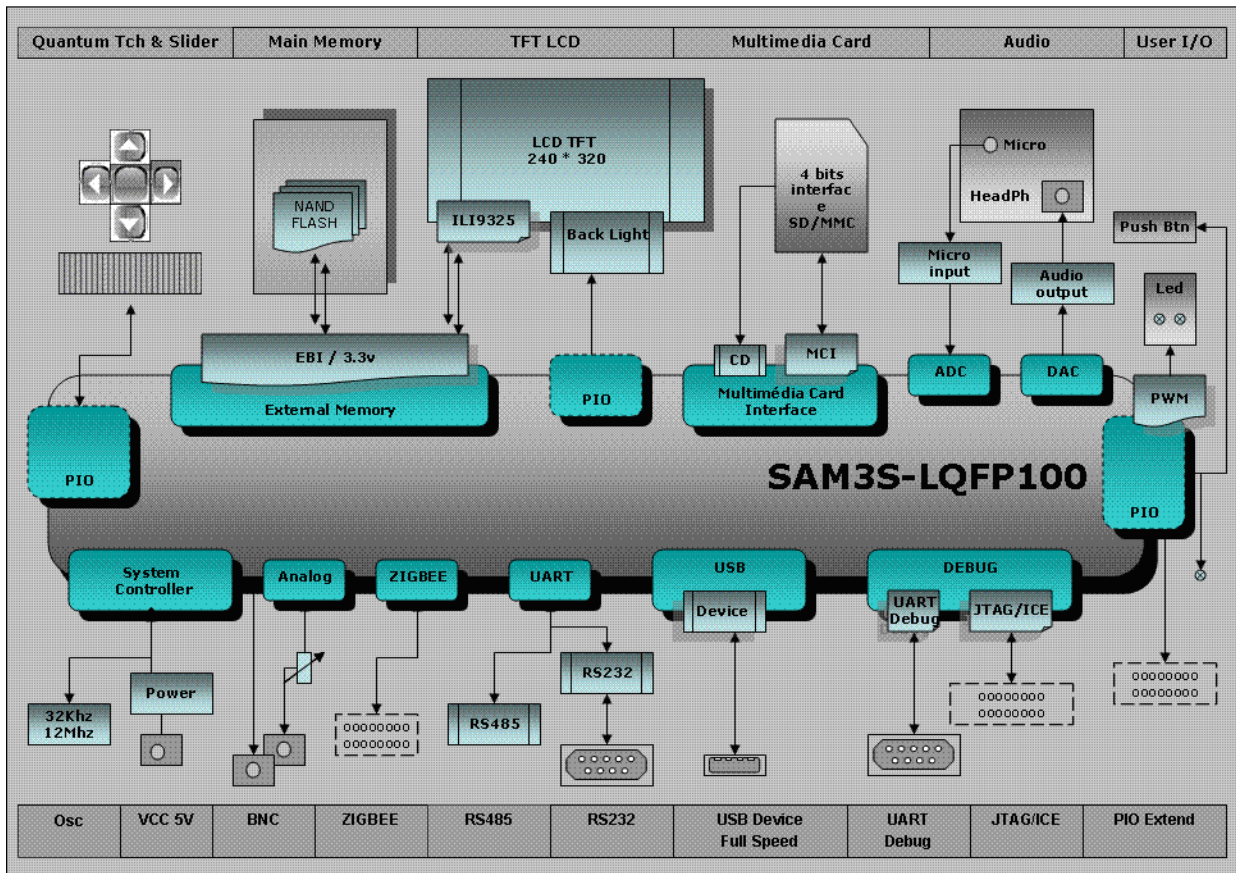 Quantum Tch & Slider
Main Memory
TFT LCD
Multimedia Card
Audio
User I/O
LCD TFT
240 * 320
NAND
FLASH
ILI9325
Back Light
4 bits
interfac
e
SD/MMC
Micro
HeadPh
Push Btn
Micro
input
Audio
output
Led
EBI / 3.3v
CD
MCI
External Memory
PIO
Multimédia Card
Interface
ADC
DAC
PWM
PIO
SAM3S-LQFP100
PIO
System
Controller
Analog
ZIGBEE
UART
USB
Device
DEBUG
UART
Debug
JTAG/ICE
32Khz
12Mhz
Power
RS485
RS232
Osc
VCC 5V
BNC
ZIGBEE
RS485
RS232
USB Device
Full Speed
UART
Debug
JTAG/ICE
PIO Extend